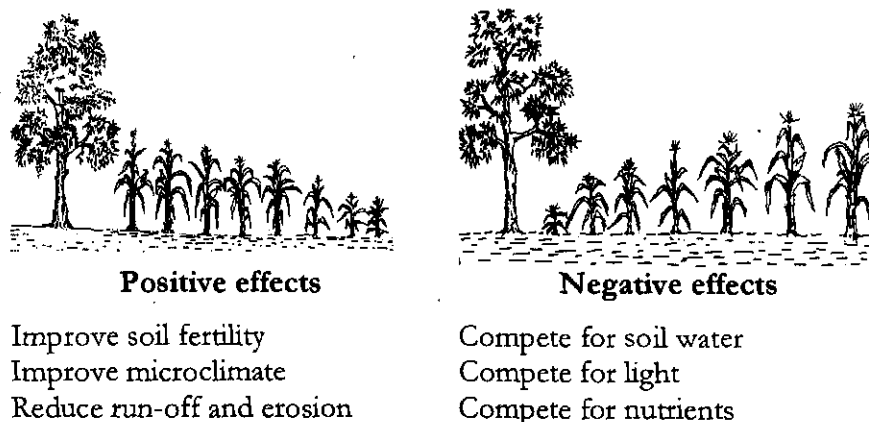 Positive effects
Improve soil fertility
Improve microclimate
Reduce run-off and erosion
Negative effects
Compete for soil water
Compete for light
Compete for nutrients